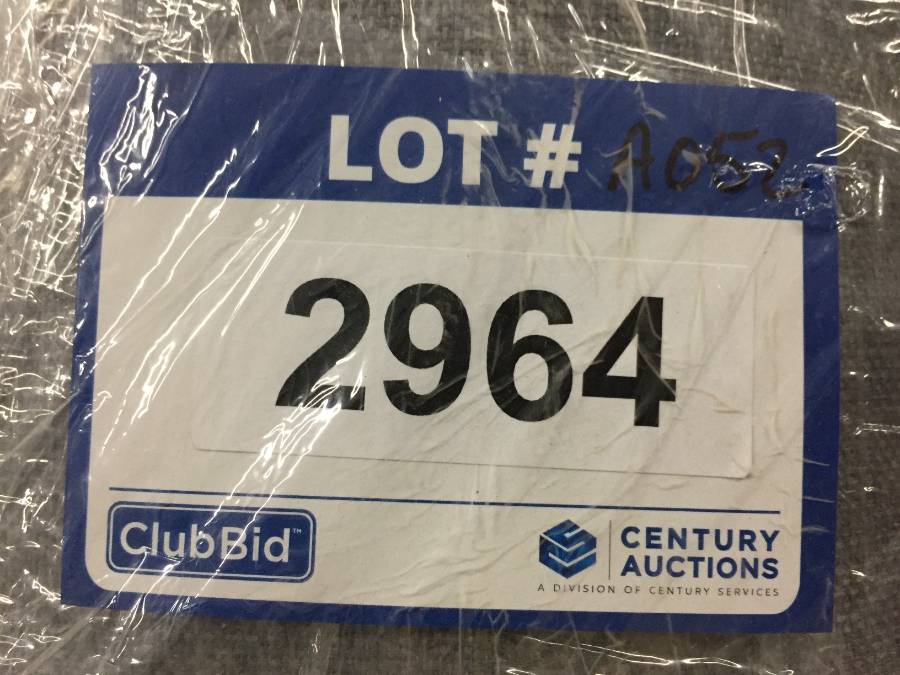 LOT # A052
2964
ClubBid™
CENTURY
AUCTIONS
A DIVISION OF CENTURY SERVICES